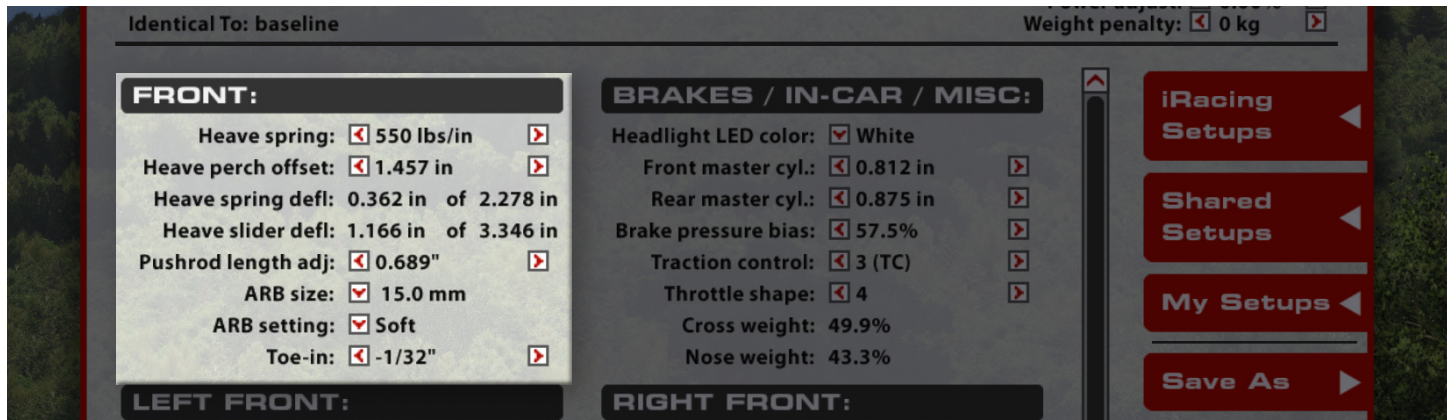 Identical To: baseline
Weight penalty: 0 kg
FRONT:
Heave spring: 550 lbs/in
Heave perch offset: 1.457 in
Heave spring defl: 0.362 in of 2.278 in
Heave slider defl: 1.166 in of 3.346 in
Pushrod length adj: 0.689"
ARB size: 15.0 mm
ARB setting: Soft
Toe-in: -1/32"
BRAKES / IN-CAR / MISC:
Headlight LED color: White
Front master cyl.: 0.812 in
Rear master cyl.: 0.875 in
Brake pressure bias: 57.5%
Traction control: 3 (TC)
Throttle shape: 4
Cross weight: 49.9%
Nose weight: 43.3%
LEFT FRONT:
RIGHT FRONT:
iRacing
Setups
Shared
Setups
My Setups
Save As